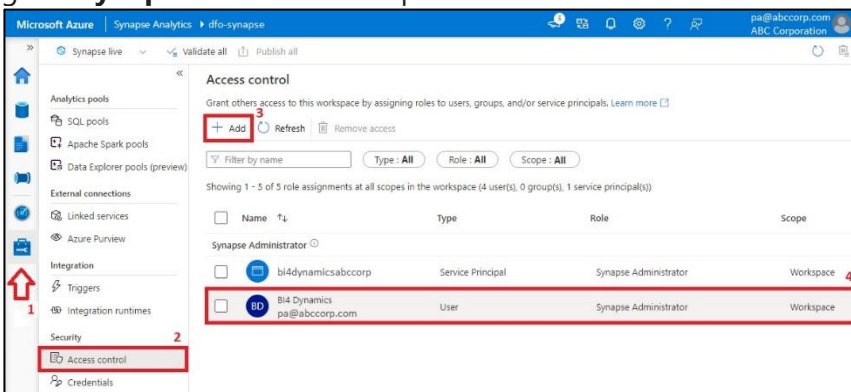 Microsoft Azure | Synapse Analytics ▸ dfo-synapse
5
pa@abccorp.com
ABC Corporation
Synapse live
Validate all
Publish all
Analytics pools
SQL pools
Apache Spark pools
Data Explorer pools (preview)
External connections
Linked services
Azure Purview
Integration
Triggers
1
Integration runtimes
Security
2
Access control
Credentials
Access control
Grant others access to this workspace by assigning roles to users, groups, and/or service principals. Learn more
3
+ Add
Refresh
Remove access
Filter by name
Type : All
Role : All
Scope : All
Showing 1 - 5 of 5 role assignments at all scopes in the workspace (4 user(s), 0 group(s), 1 service principal(s))
Name Type Role Scope
Synapse Administrator
bi4dynamicsabccorp Service Principal Synapse Administrator Workspace
4
BD
Bi4 Dynamics
pa@abccorp.com
User Synapse Administrator Workspace